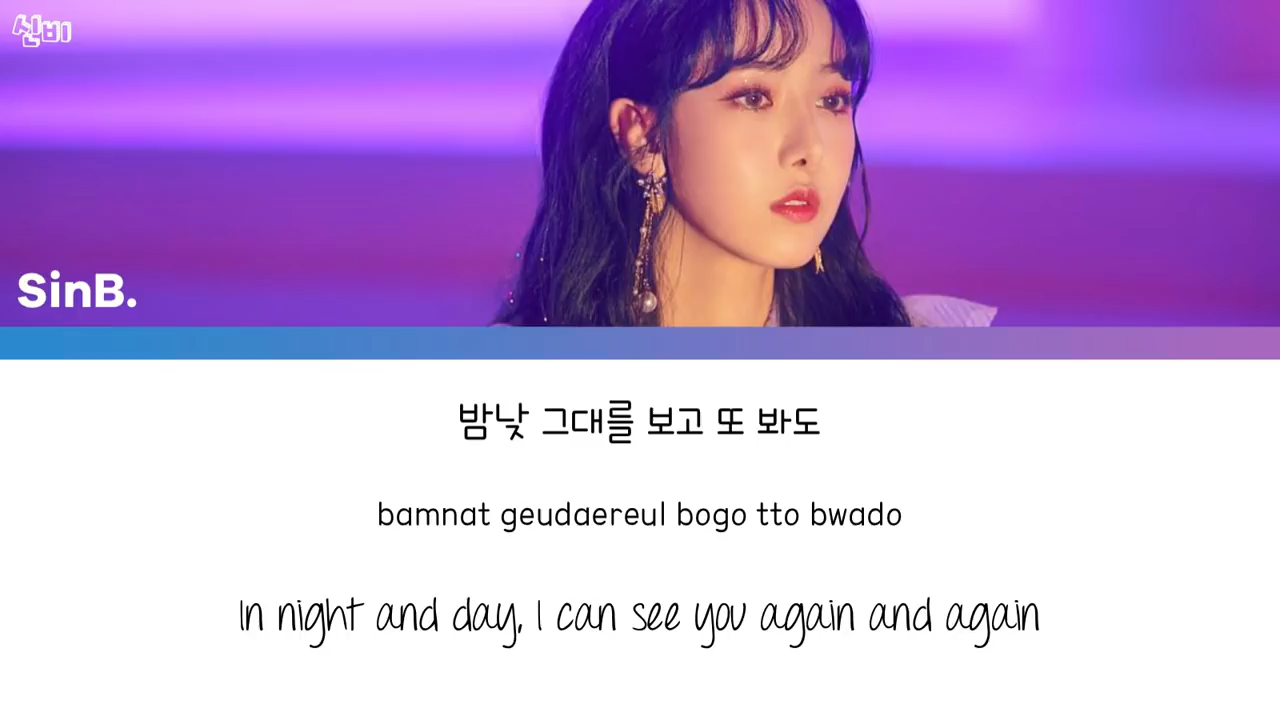 신비
SinB.
밤낮 그대를 보고 또 봐도
bamnat geudaereul bogo tto bwado
In night and day, I can see you again and again